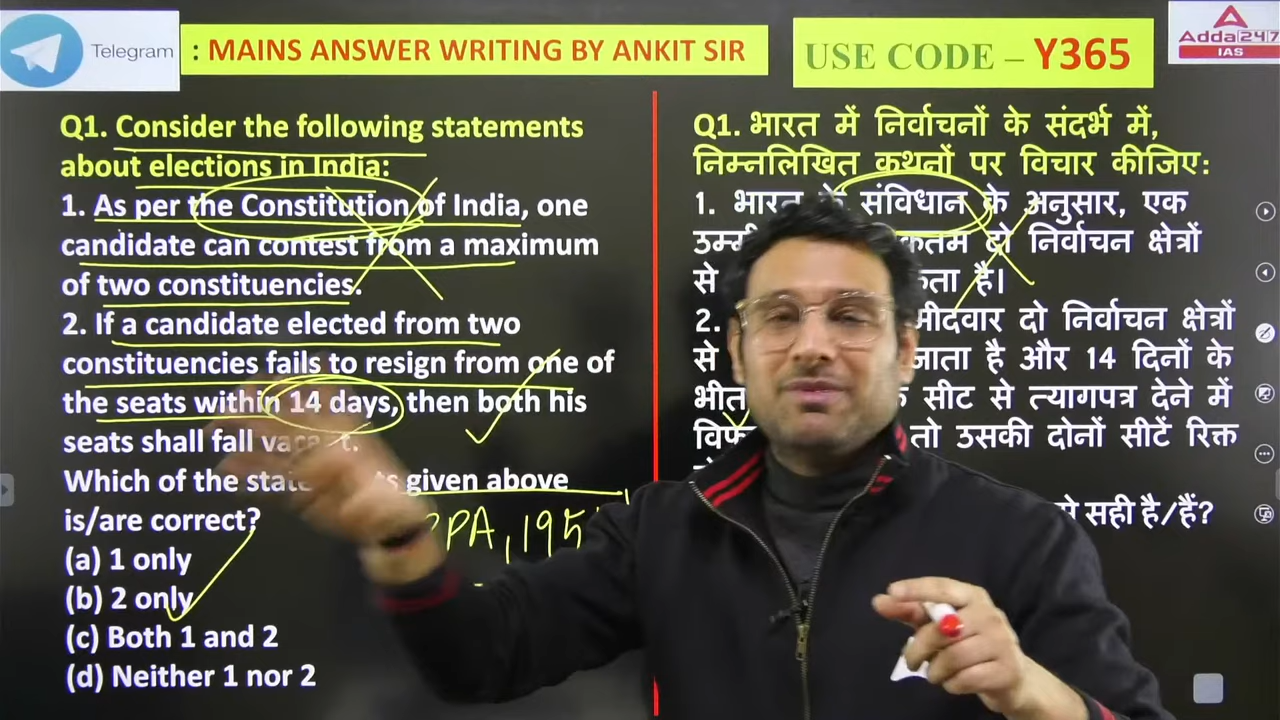 Telegram
: MAINS ANSWER WRITING BY ANKIT SIR
USE CODE – Y365
Adda247
IAS
Q1. Consider the following statements
about elections in India:
1. As per the Constitution of India, one
candidate can contest from a maximum
of two constituencies.
2. If a candidate elected from two
constituencies fails to resign from one of
the seats within 14 days, then both his
seats shall fall
Which of the given above
is/are correct?
(a) 1 only
(b) 2 only
(c) Both 1 and 2
(d) Neither 1 nor 2
Q1. भारत में निर्वाचनों के संदर्भ में,
निम्नलिखित कथनों पर विचार कीजिए:
1. भारत के संविधान के अनुसार, एक
दो निर्वाचन क्षेत्रों
से है।
2. दो निर्वाचन क्षेत्रों
से जाता है और 14 दिनों के
सीट से त्यागपत्र देने में
तो उसकी दोनों सीटें रिक्त
सही है/हैं?